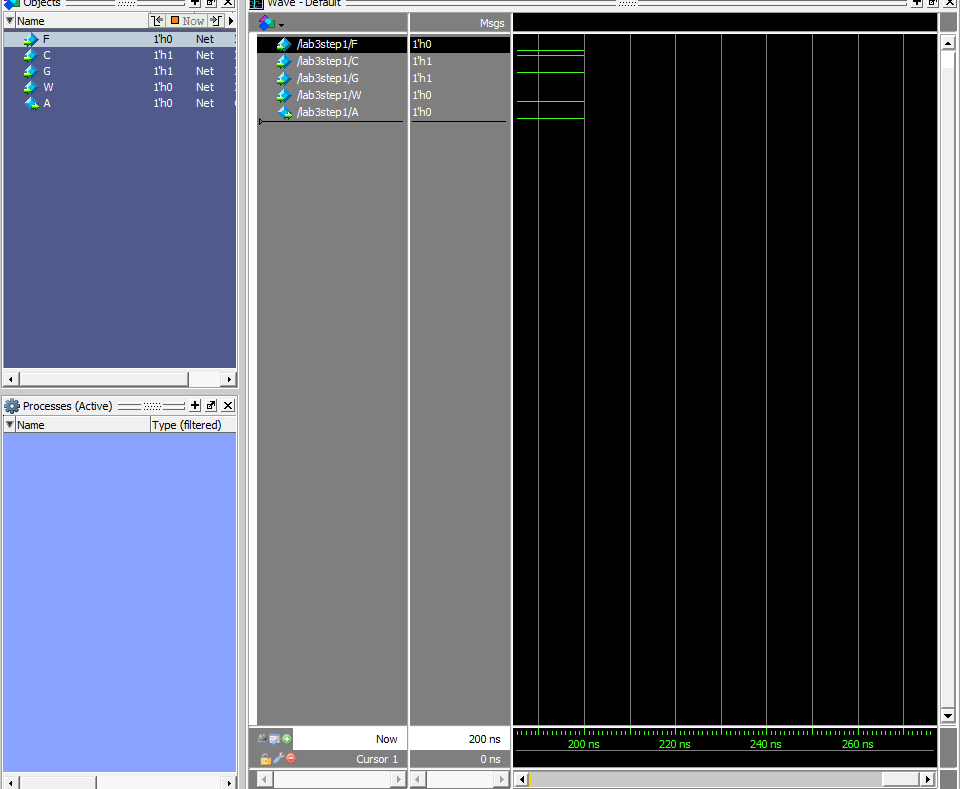 Objects
Name Now
F 1'h0 Net
C 1'h1 Net
G 1'h1 Net
W 1'h0 Net
A 1'h0 Net
Processes (Active)
Name Type (filtered)
Wave - Default
Msgs
/lab3step1/F 1'h0
/lab3step1/C 1'h1
/lab3step1/G 1'h1
/lab3step1/W 1'h0
/lab3step1/A 1'h0
Now 200 ns
Cursor 1 0 ns
200 ns 220 ns 240 ns 260 ns